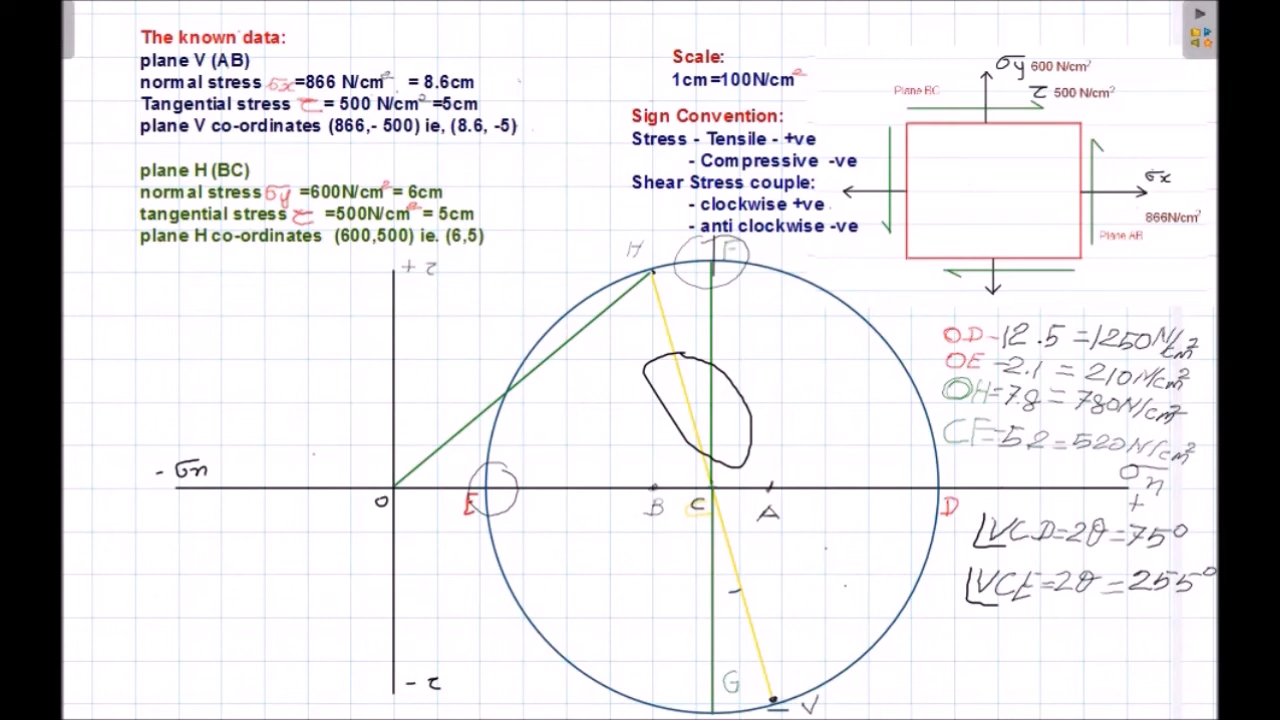 The known data:
plane V (AB)
normal stress σx=866 N/cm² = 8.6cm
Tangential stress τ = 500 N/cm² =5cm
plane V co-ordinates (866,- 500) ie, (8.6, -5)
plane H (BC)
normal stress σy =600N/cm² = 6cm
tangential stress τ =500N/cm² = 5cm
plane H co-ordinates (600,500) ie. (6,5)
Scale:
1cm=100N/cm²
Sign Convention:
Stress - Tensile - +ve
- Compressive -ve
Shear Stress couple:
- clockwise +ve
- anti clockwise -ve
σy 600 N/cm²
τ 500 N/cm²
Plane BC
σx
866N/cm²
Plane AB
+ τ
H
F
- σn
O
E
B
C
A
D
σn
+
- τ
G
V
OD-12.5 =1250N/cm²
OE-2.1 = 210Ncm²
OH=7.8= 780N/cm²
CF=52=520N/cm²
∠VCD=2θ=75°
∠VCE=2θ=255°